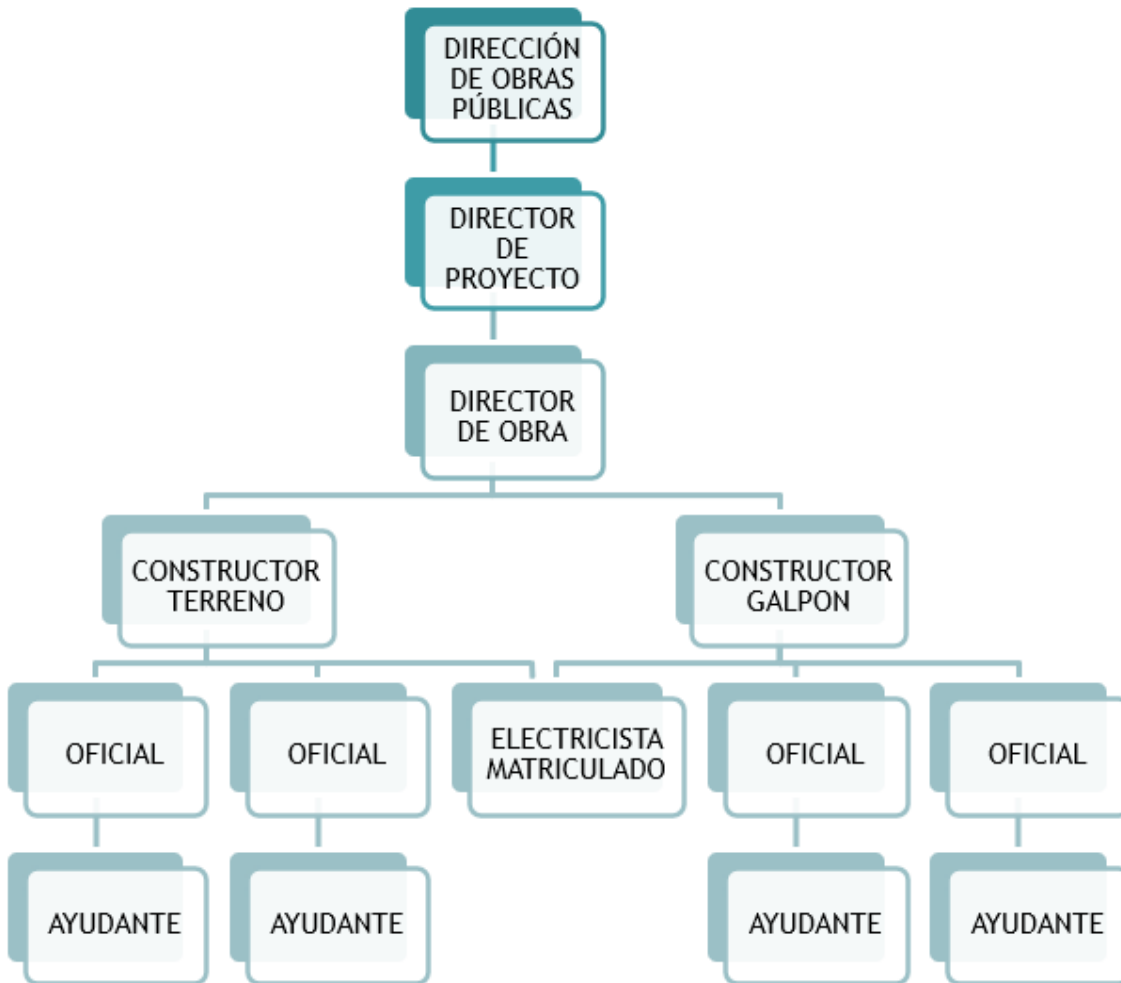 DIRECCIÓN
DE OBRAS
PÚBLICAS
DIRECTOR
DE
PROYECTO
DIRECTOR
DE OBRA
CONSTRUCTOR
TERRENO
CONSTRUCTOR
GALPON
OFICIAL
OFICIAL
ELECTRICISTA
MATRICULADO
OFICIAL
OFICIAL
AYUDANTE
AYUDANTE
AYUDANTE
AYUDANTE